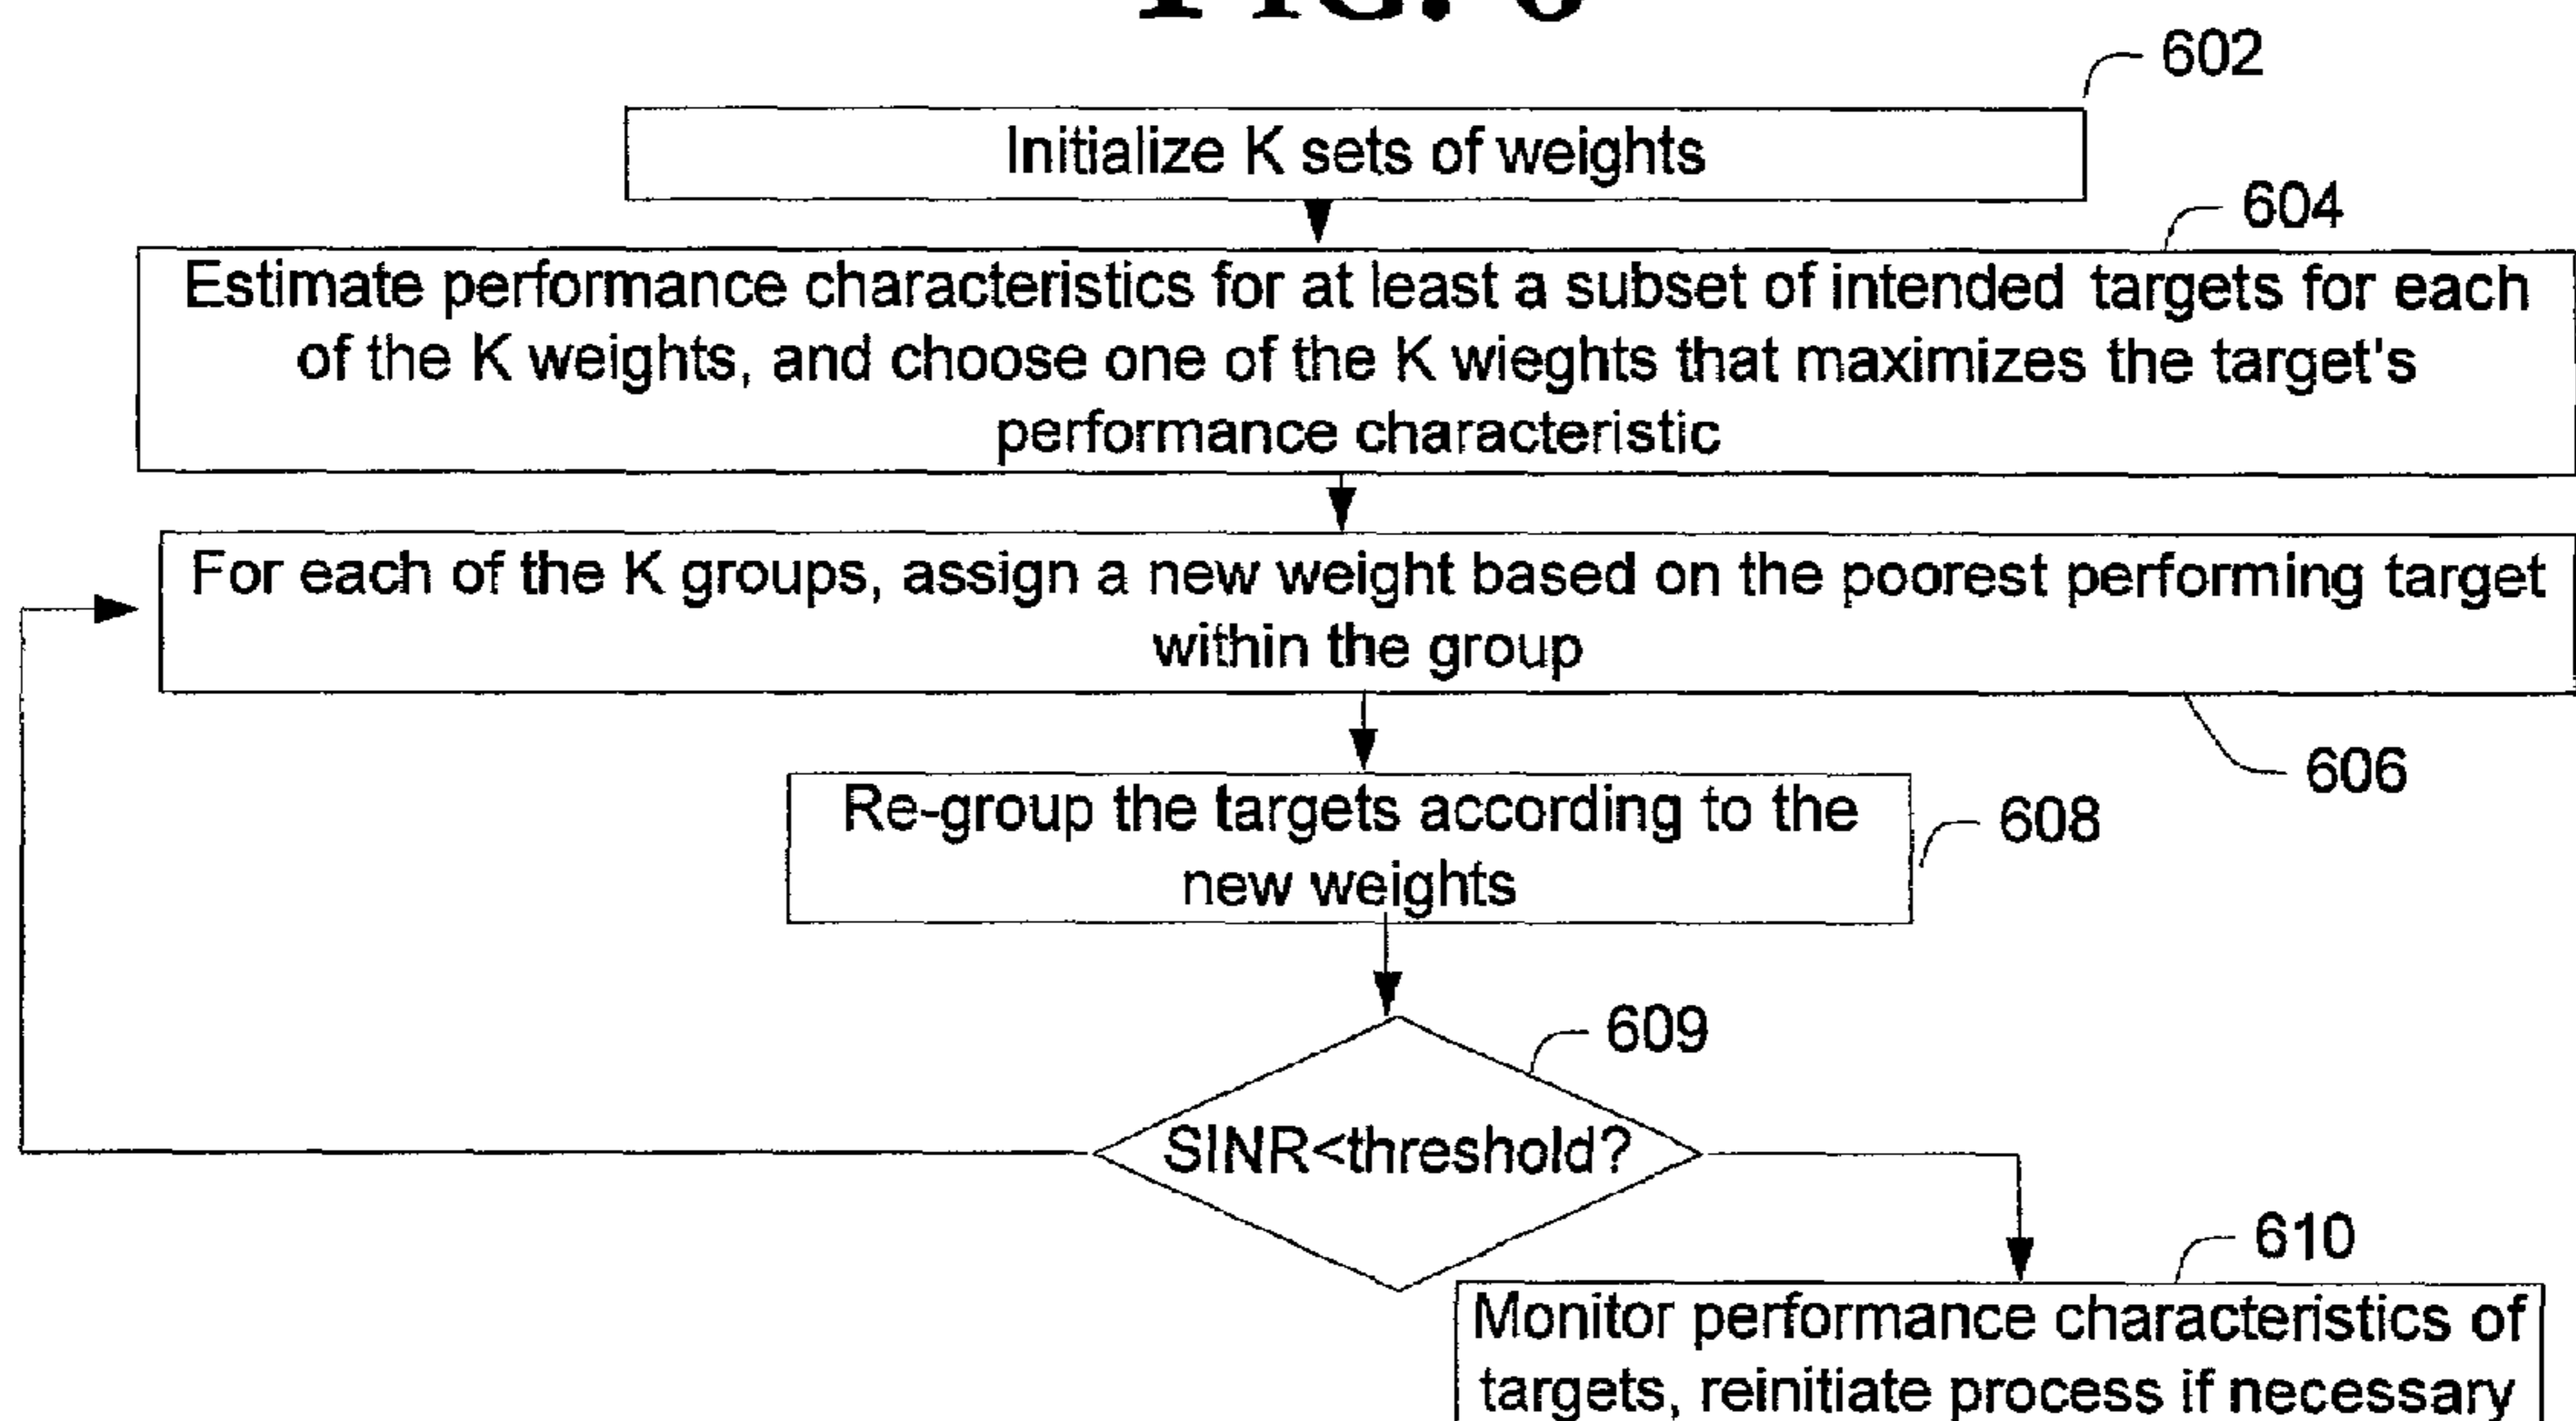 FIG. 6
602
Initialize K sets of weights
604
Estimate performance characteristics for at least a subset of intended targets for each
of the K weights, and choose one of the K wieghts that maximizes the target's
performance characteristic
For each of the K groups, assign a new weight based on the poorest performing target
within the group
606
Re-group the targets according to the
new weights
608
609
SINR<threshold?
610
Monitor performance characteristics of
targets, reinitiate process if necessary